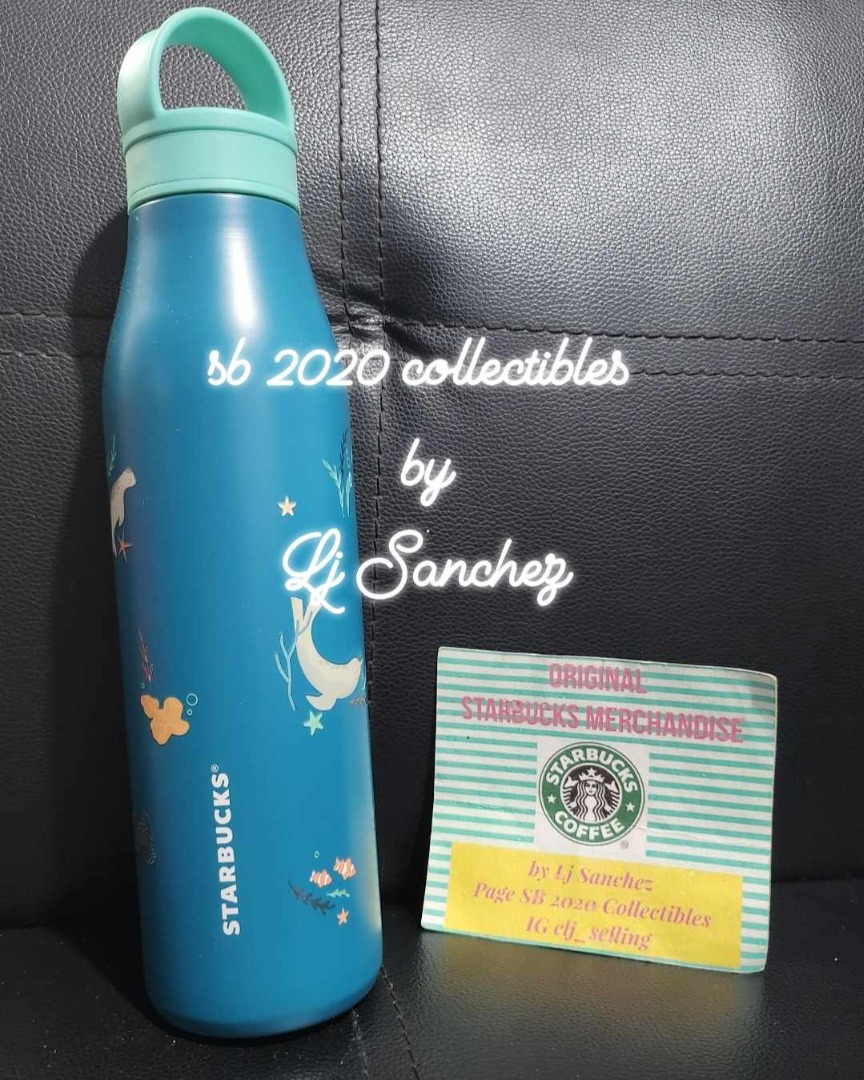 sb 2020 collectibles
by
Lj Sanchez
STARBUCKS®
ORIGINAL
STARBUCKS MERCHANDISE
STARBUCKS
COFFEE
®
by Lj Sanchez
Page SB 2020 Collectibles
IG clj_selling